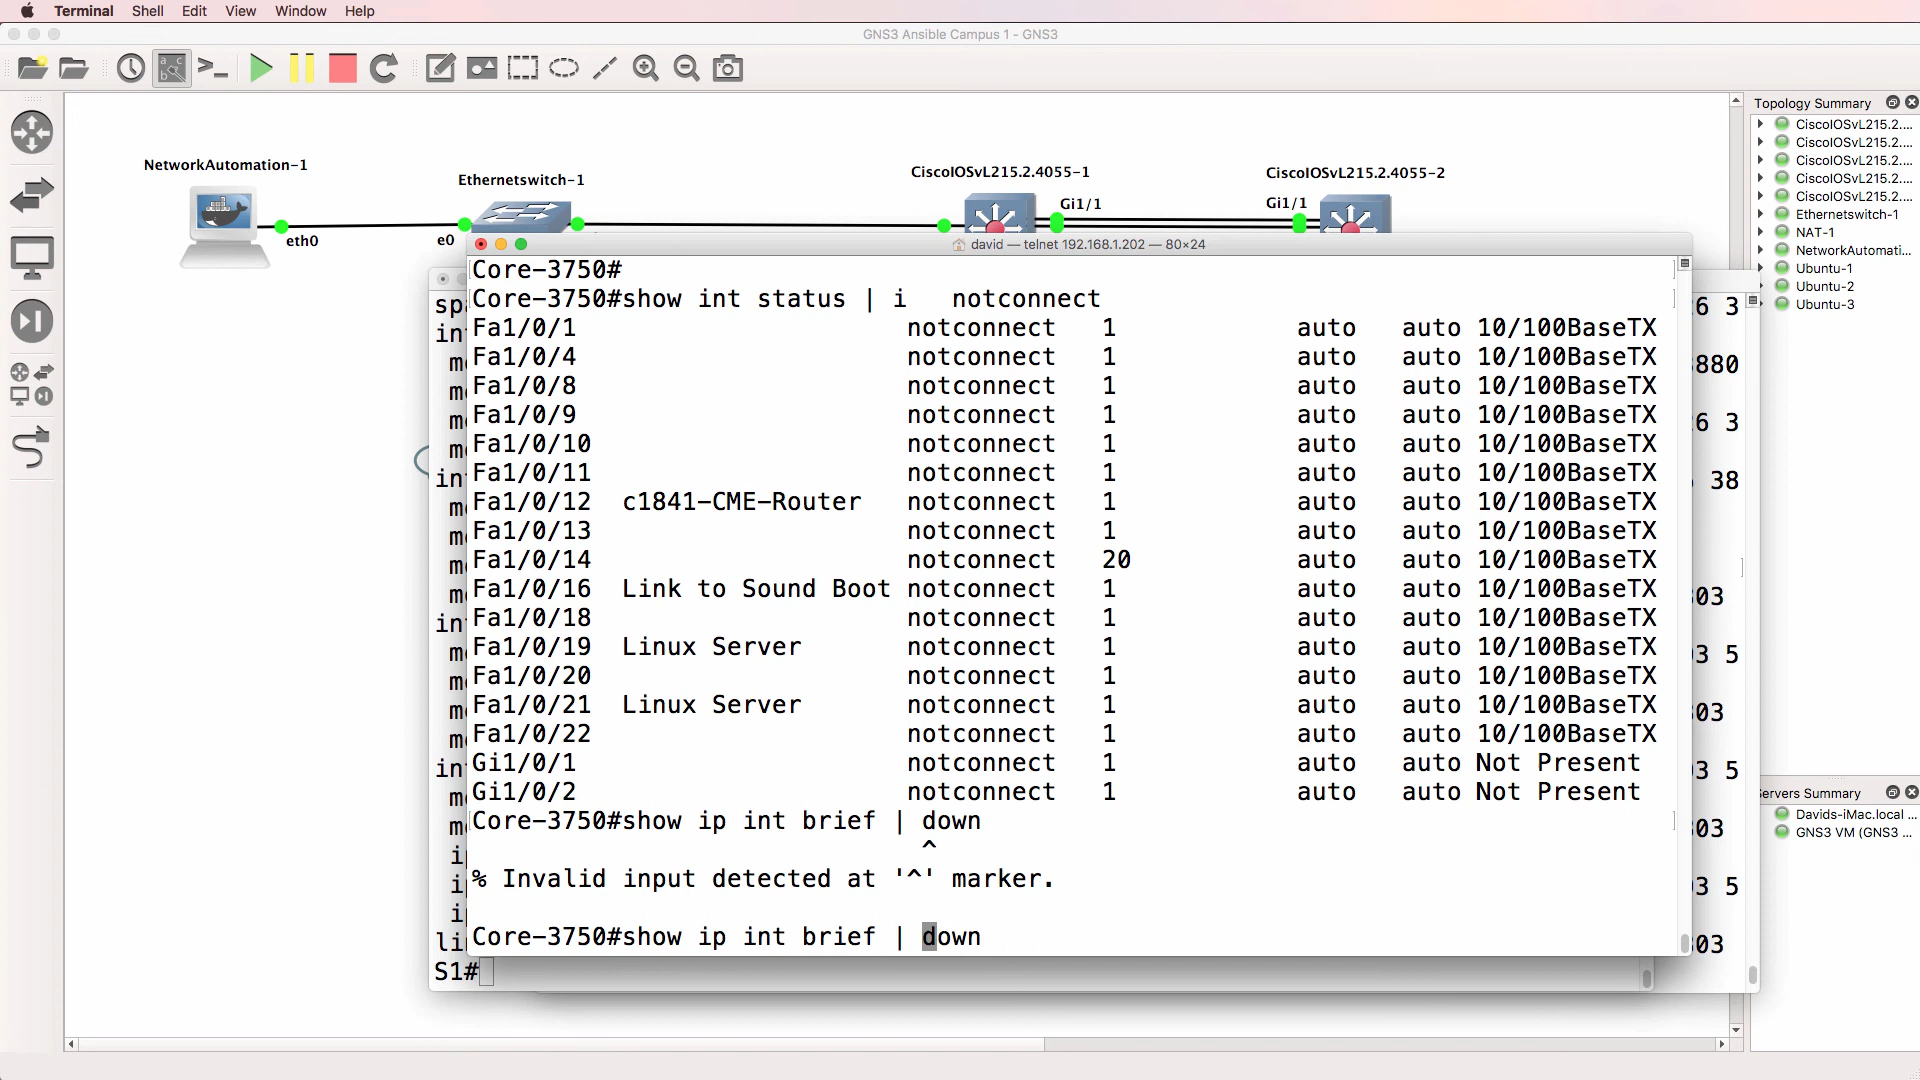 Terminal Shell Edit View Window Help
GNS3 Ansible Campus 1 - GNS3
Topology Summary
CiscoIOSvL215.2....
CiscoIOSvL215.2....
CiscoIOSvL215.2....
CiscoIOSvL215.2....
CiscoIOSvL215.2....
Ethernetswitch-1
NAT-1
NetworkAutomati...
Ubuntu-1
Ubuntu-2
Ubuntu-3
NetworkAutomation-1
eth0
Ethernetswitch-1
e0
CiscoIOSvL215.2.4055-1
Gi1/1
CiscoIOSvL215.2.4055-2
Gi1/1
david — telnet 192.168.1.202 — 80×24
Core-3750#
Core-3750#show int status | i   notconnect
Fa1/0/1 notconnect 1 auto auto 10/100BaseTX
Fa1/0/4 notconnect 1 auto auto 10/100BaseTX
Fa1/0/8 notconnect 1 auto auto 10/100BaseTX
Fa1/0/9 notconnect 1 auto auto 10/100BaseTX
Fa1/0/10 notconnect 1 auto auto 10/100BaseTX
Fa1/0/11 notconnect 1 auto auto 10/100BaseTX
Fa1/0/12 c1841-CME-Router notconnect 1 auto auto 10/100BaseTX
Fa1/0/13 notconnect 1 auto auto 10/100BaseTX
Fa1/0/14 notconnect 20 auto auto 10/100BaseTX
Fa1/0/16 Link to Sound Boot notconnect 1 auto auto 10/100BaseTX
Fa1/0/18 notconnect 1 auto auto 10/100BaseTX
Fa1/0/19 Linux Server notconnect 1 auto auto 10/100BaseTX
Fa1/0/20 notconnect 1 auto auto 10/100BaseTX
Fa1/0/21 Linux Server notconnect 1 auto auto 10/100BaseTX
Fa1/0/22 notconnect 1 auto auto 10/100BaseTX
Gi1/0/1 notconnect 1 auto auto Not Present
Gi1/0/2 notconnect 1 auto auto Not Present
Core-3750#show ip int brief | down
^
% Invalid input detected at '^' marker.
Core-3750#show ip int brief | down
S1#
Servers Summary
Davids-iMac.local ...
GNS3 VM (GNS3 ...